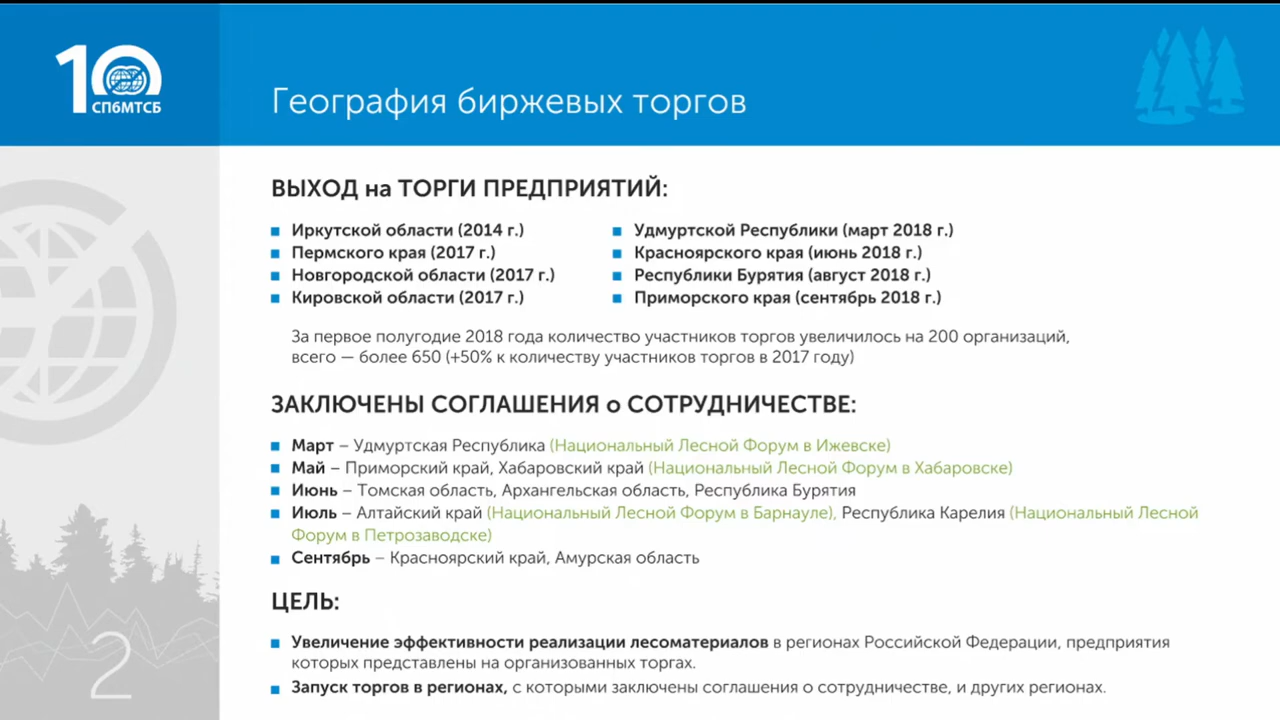 10
СПбМТСБ
География биржевых торгов
ВЫХОД на ТОРГИ ПРЕДПРИЯТИЙ:
Иркутской области (2014 г.)
Пермского края (2017 г.)
Новгородской области (2017 г.)
Кировской области (2017 г.)
Удмуртской Республики (март 2018 г.)
Красноярского края (июнь 2018 г.)
Республики Бурятия (август 2018 г.)
Приморского края (сентябрь 2018 г.)
За первое полугодие 2018 года количество участников торгов увеличилось на 200 организаций,
всего — более 650 (+50% к количеству участников торгов в 2017 году)
ЗАКЛЮЧЕНЫ СОГЛАШЕНИЯ о СОТРУДНИЧЕСТВЕ:
Март – Удмуртская Республика (Национальный Лесной Форум в Ижевске)
Май – Приморский край, Хабаровский край (Национальный Лесной Форум в Хабаровске)
Июнь – Томская область, Архангельская область, Республика Бурятия
Июль – Алтайский край (Национальный Лесной Форум в Барнауле), Республика Карелия (Национальный Лесной
Форум в Петрозаводске)
Сентябрь – Красноярский край, Амурская область
ЦЕЛЬ:
Увеличение эффективности реализации лесоматериалов в регионах Российской Федерации, предприятия
которых представлены на организованных торгах.
Запуск торгов в регионах, с которыми заключены соглашения о сотрудничестве, и других регионах.
2